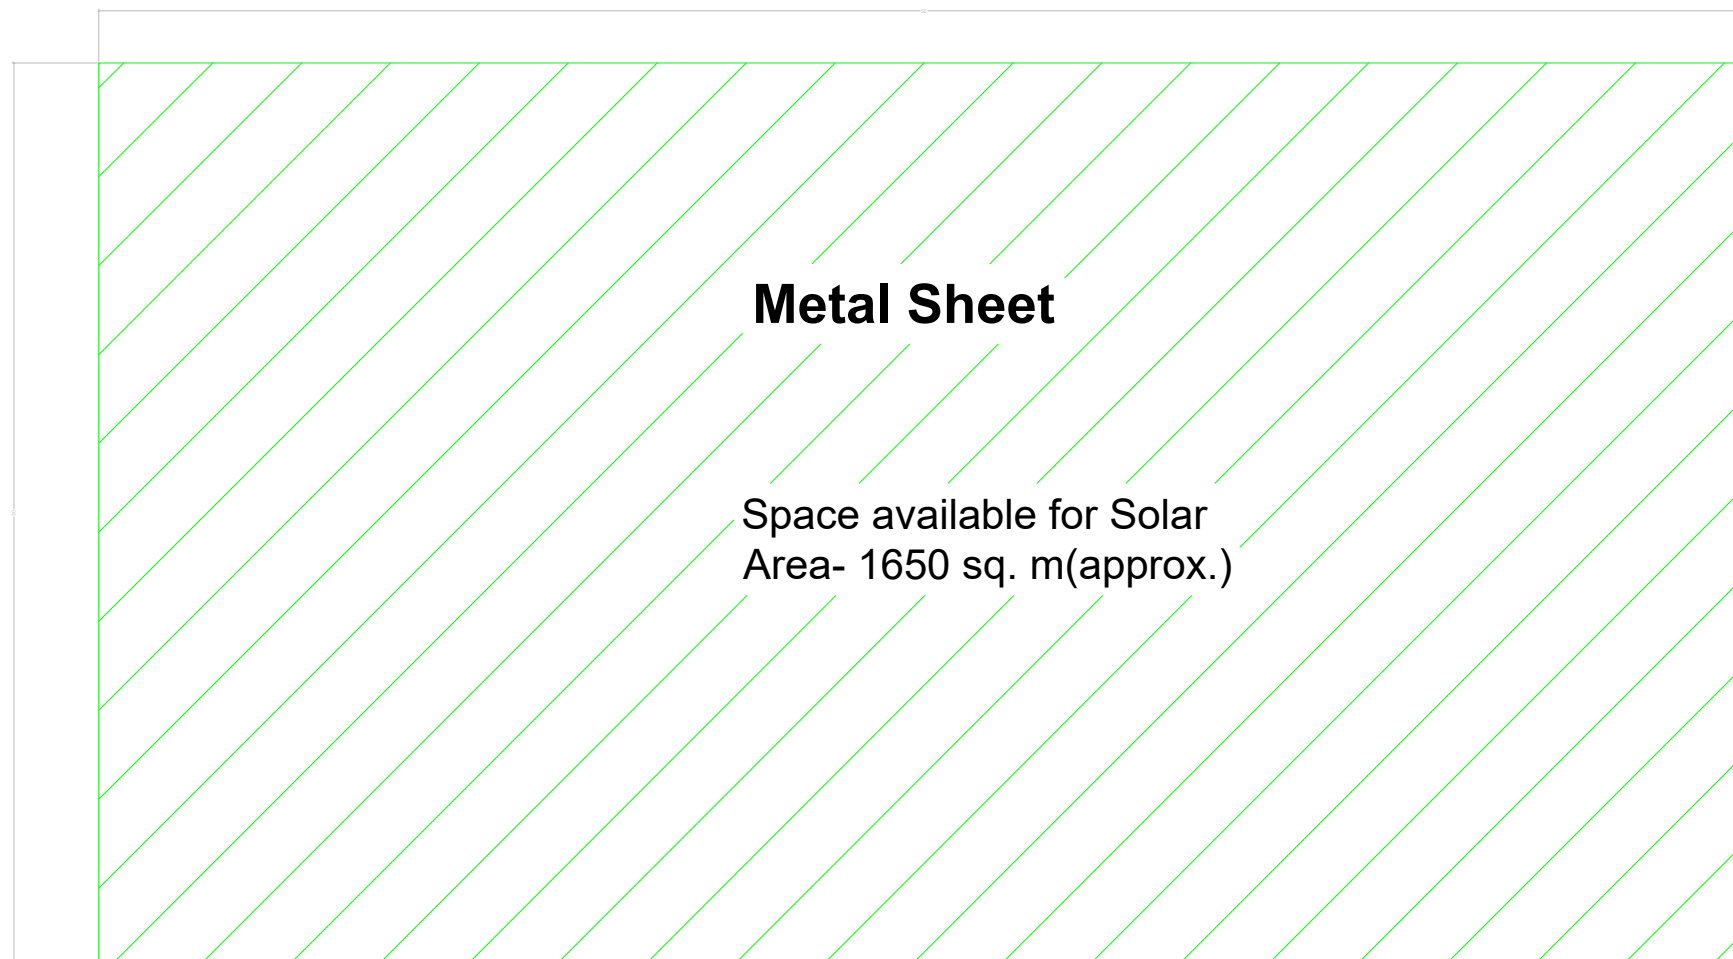 Metal Sheet
Space available for Solar
Area- 1650 sq. m(approx.)